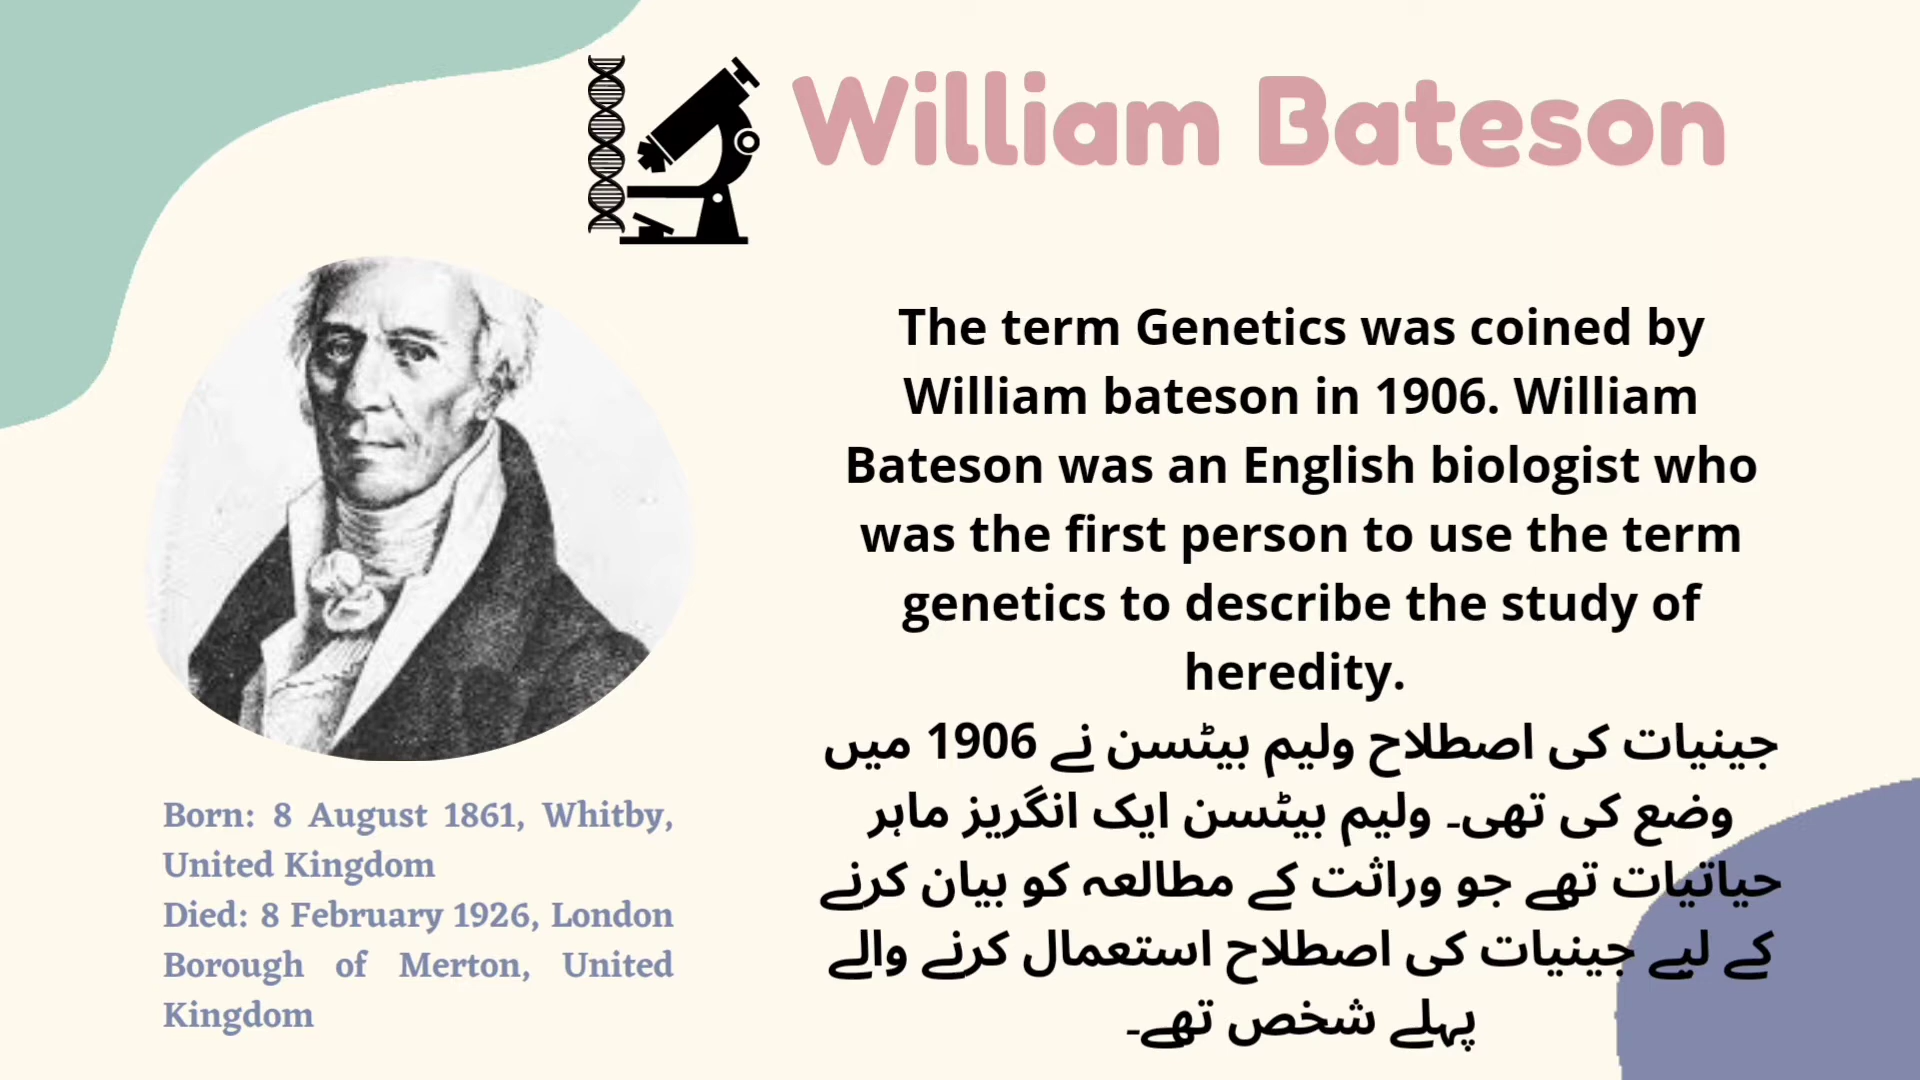 William Bateson
The term Genetics was coined by
William bateson in 1906. William
Bateson was an English biologist who
was the first person to use the term
genetics to describe the study of
heredity.
جینیات کی اصطلاح ولیم بیٹسن نے 1906 میں
وضع کی تھی۔ ولیم بیٹسن ایک انگریز ماہر
حیاتیات تھے جو وراثت کے مطالعہ کو بیان کرنے
کے لیے جینیات کی اصطلاح استعمال کرنے والے
پہلے شخص تھے۔
Born: 8 August 1861, Whitby,
United Kingdom
Died: 8 February 1926, London
Borough of Merton, United
Kingdom